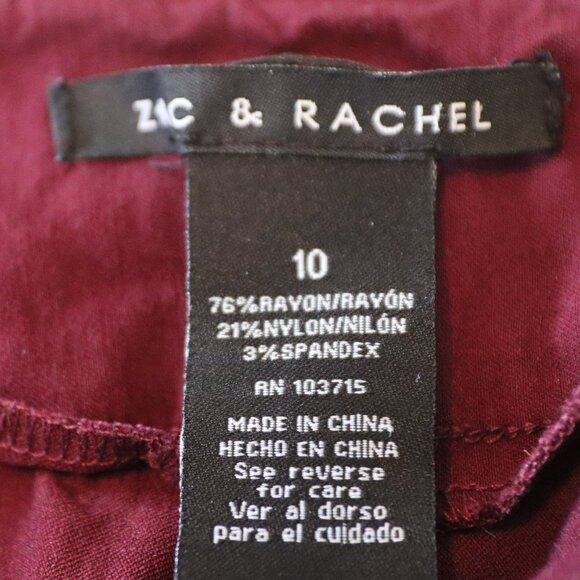 ZAC & RACHEL
10
76%RAYON/RAYÓN
21%NYLON/NILÓN
3%SPANDEX
RN 103715
MADE IN CHINA
HECHO EN CHINA
See reverse
for care
Ver al dorso
para el cuidado